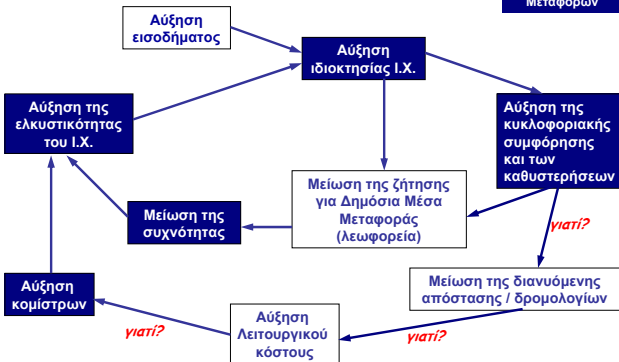 Μεταφορών
Αύξηση
εισοδήματος
Αύξηση
ιδιοκτησίας Ι.Χ.
Αύξηση της
ελκυστικότητας
του Ι.Χ.
Αύξηση της
κυκλοφοριακής
συμφόρησης
και των
καθυστερήσεων
Μείωση της ζήτησης
για Δημόσια Μέσα
Μεταφοράς
(λεωφορεία)
Μείωση της
συχνότητας
γιατί?
Μείωση της διανυόμενης
απόστασης / δρομολογίων
Αύξηση
κομίστρων
Αύξηση
Λειτουργικού
κόστους
γιατί?
γιατί?